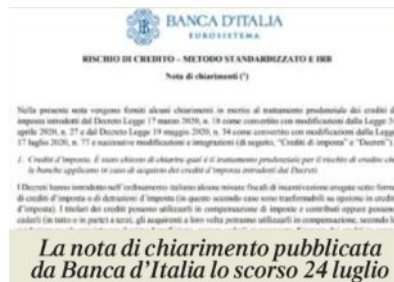 BANCA D'ITALIA
EUROSISTEMA
RISCHIO DI CREDITO – METODO STANDARDIZZATO E IRB
Nota di chiarimenti (¹)
Nella presente nota vengono forniti alcuni chiarimenti in merito al trattamento prudenziale dei crediti d
imposta introdotti dal Decreto Legge 17 marzo 2020, n. 18 come convertito con modificazioni dalla Legge 2
aprile 2020, n. 27 e dal Decreto Legge 19 maggio 2020, n. 34 come convertito con modificazioni dalla Legg
17 luglio 2020, n. 77 e successive modificazioni e integrazioni (di seguito, "Crediti di imposta" e "Decreti").
1. Crediti d'imposta. È stato chiesto di chiarire qual è il trattamento prudenziale per il rischio di credito ch
le banche applicano in caso di acquisto dei crediti d'imposta introdotti dai Decreti.
I Decreti hanno introdotto nell'ordinamento italiano alcune misure fiscali di incentivazione erogate sotto form
di crediti d'imposta o di detrazioni d'imposta (in questo secondo caso sono trasformabili su opzione in credit
d'imposta). I titolari dei crediti possono utilizzarli in compensazione di imposte e contributi oppure posson
cederli (in tutto o in parte) a terzi; gli acquirenti a loro volta potranno utilizzarli in compensazione, secondo l
La nota di chiarimento pubblicata
da Banca d'Italia lo scorso 24 luglio